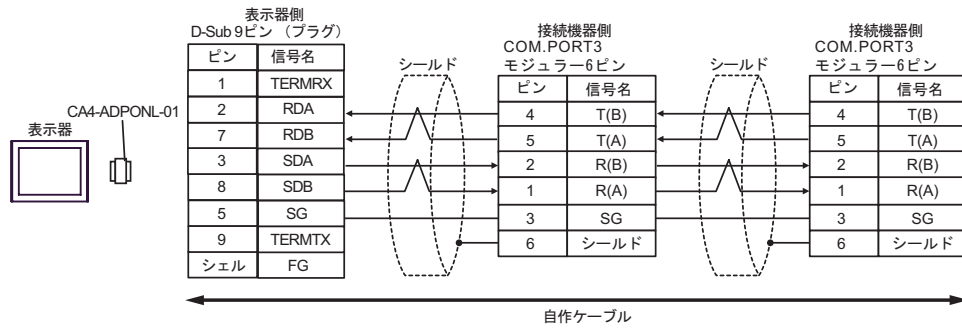 表示器側
D-Sub 9ピン （プラグ）
ピン 信号名
1 TERMRX
2 RDA
7 RDB
3 SDA
8 SDB
5 SG
9 TERMTX
シェル FG
CA4-ADPONL-01
表示器
シールド
接続機器側
COM.PORT3
モジュラー6ピン
ピン 信号名
4 T(B)
5 T(A)
2 R(B)
1 R(A)
3 SG
6 シールド
シールド
接続機器側
COM.PORT3
モジュラー6ピン
ピン 信号名
4 T(B)
5 T(A)
2 R(B)
1 R(A)
3 SG
6 シールド
自作ケーブル